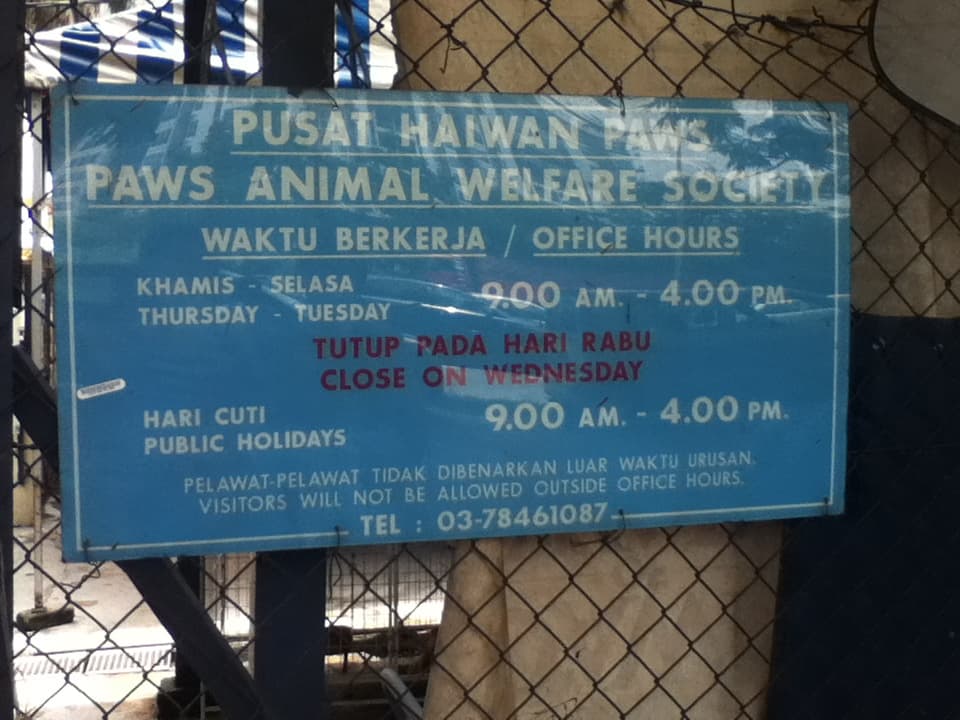 PUSAT HAIWAN PAWS
PAWS ANIMAL WELFARE SOCIETY
WAKTU BERKERJA / OFFICE HOURS
KHAMIS - SELASA
THURSDAY - TUESDAY
9.00 AM. - 4.00 PM.
TUTUP PADA HARI RABU
CLOSE ON WEDNESDAY
HARI CUTI
PUBLIC HOLIDAYS
9.00 AM. - 4.00 PM.
PELAWAT-PELAWAT TIDAK DIBENARKAN LUAR WAKTU URUSAN.
VISITORS WILL NOT BE ALLOWED OUTSIDE OFFICE HOURS.
TEL : 03-78461087